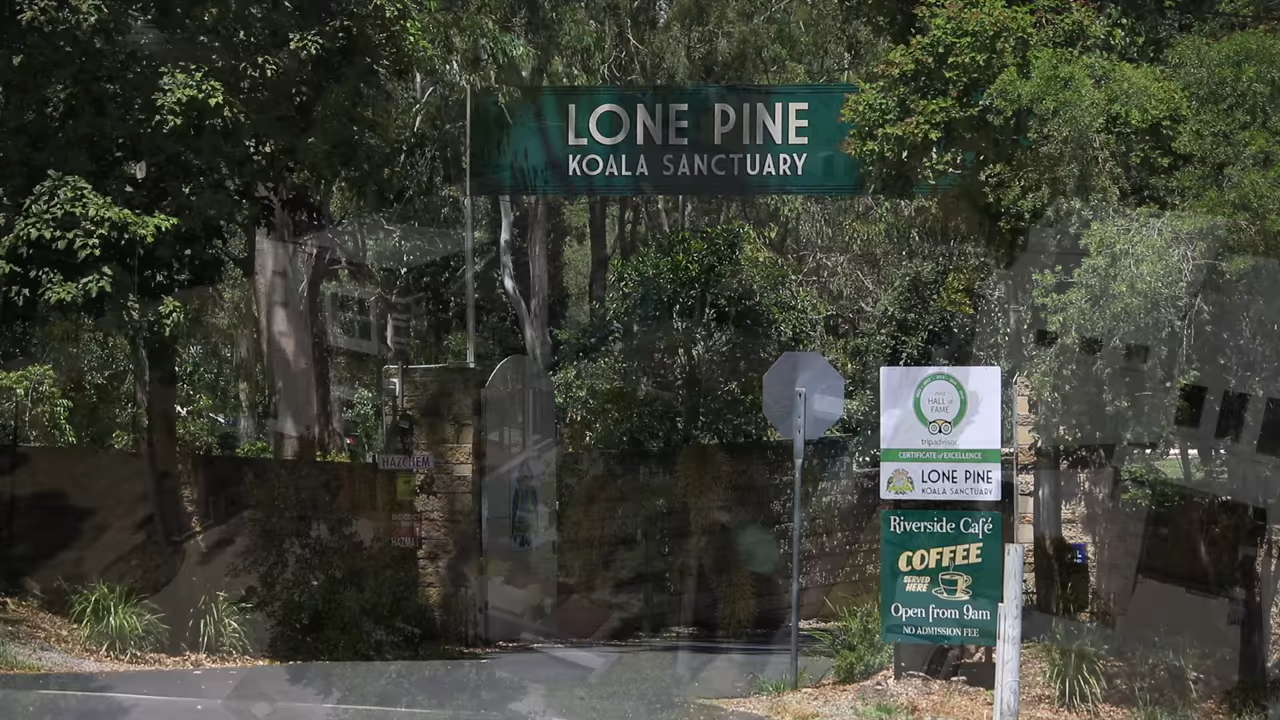 LONE PINE
KOALA SANCTUARY
HALL of
FAME
tripadvisor
CERTIFICATE of EXCELLENCE
LONE PINE
KOALA SANCTUARY
HAZCHEM
HAZMAT
Riverside Café
COFFEE
SERVED
HERE
Open from 9am
NO ADMISSION FEE